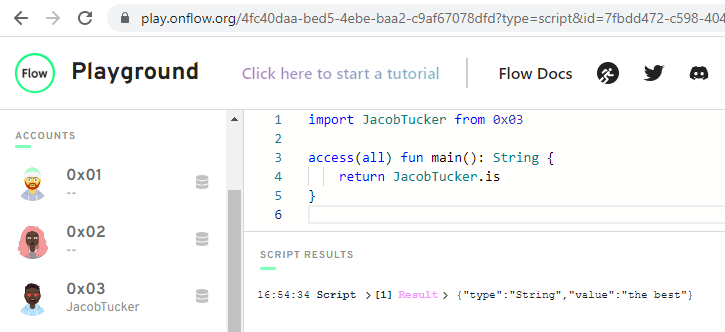 play.onflow.org/4fc40daa-bed5-4ebe-baa2-c9af67078dfd?type=script&id=7fbdd472-c598-404
Flow Playground Click here to start a tutorial Flow Docs
ACCOUNTS
0x01
--
0x02
--
0x03
JacobTucker
1 import JacobTucker from 0x03
2
3 access(all) fun main(): String {
4 return JacobTucker.is
5 }
6
SCRIPT RESULTS
16:54:34 Script >[1] Result > {"type":"String","value":"the best"}